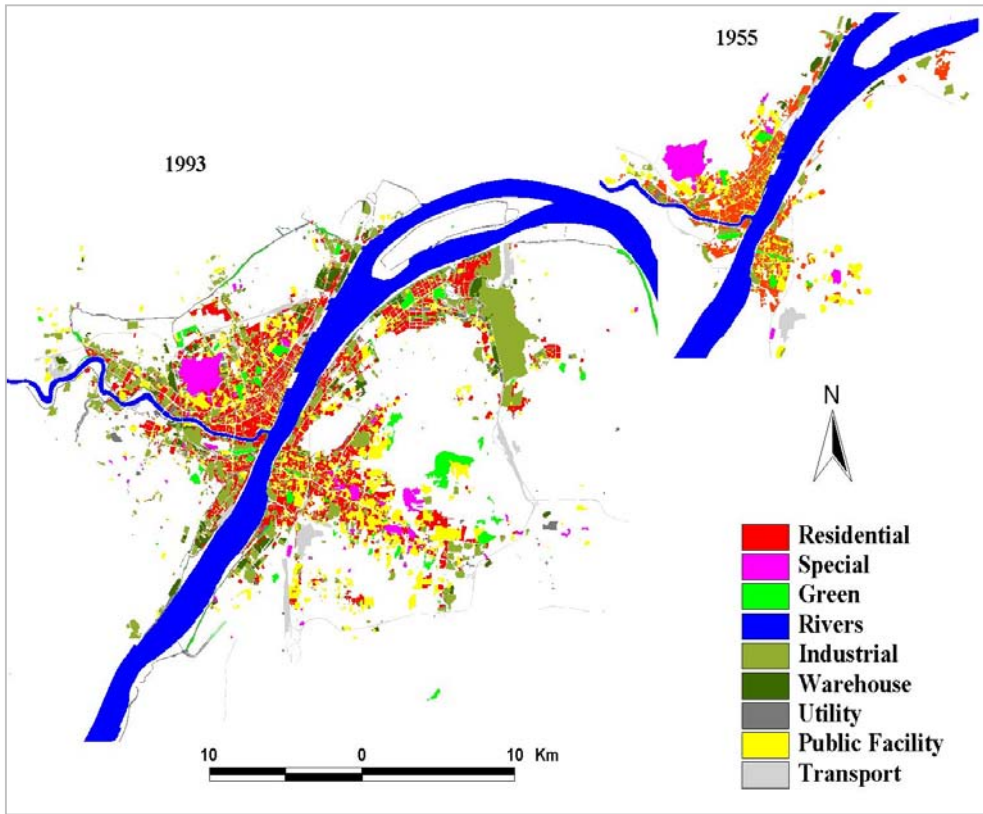 1955
1993
N
Residential
Special
Green
Rivers
Industrial
Warehouse
Utility
Public Facility
Transport
10 0 10 Km